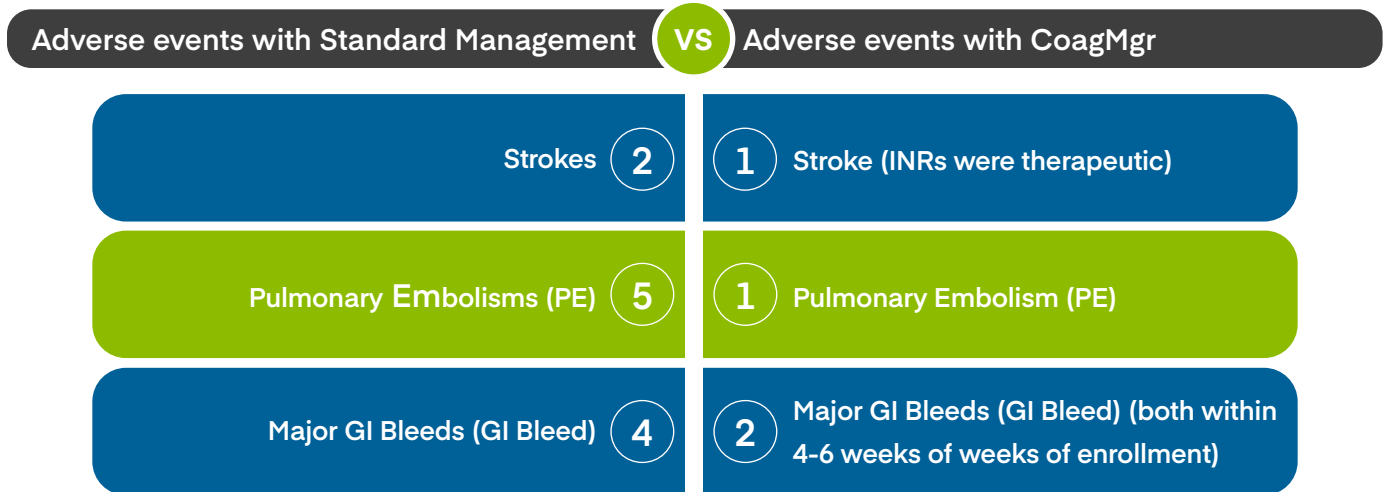 Adverse events with Standard Management VS Adverse events with CoagMgr
Strokes 2 1 Stroke (INRs were therapeutic)
Pulmonary Embolisms (PE) 5 1 Pulmonary Embolism (PE)
Major GI Bleeds (GI Bleed) 4 2 Major GI Bleeds (GI Bleed) (both within
4-6 weeks of weeks of enrollment)